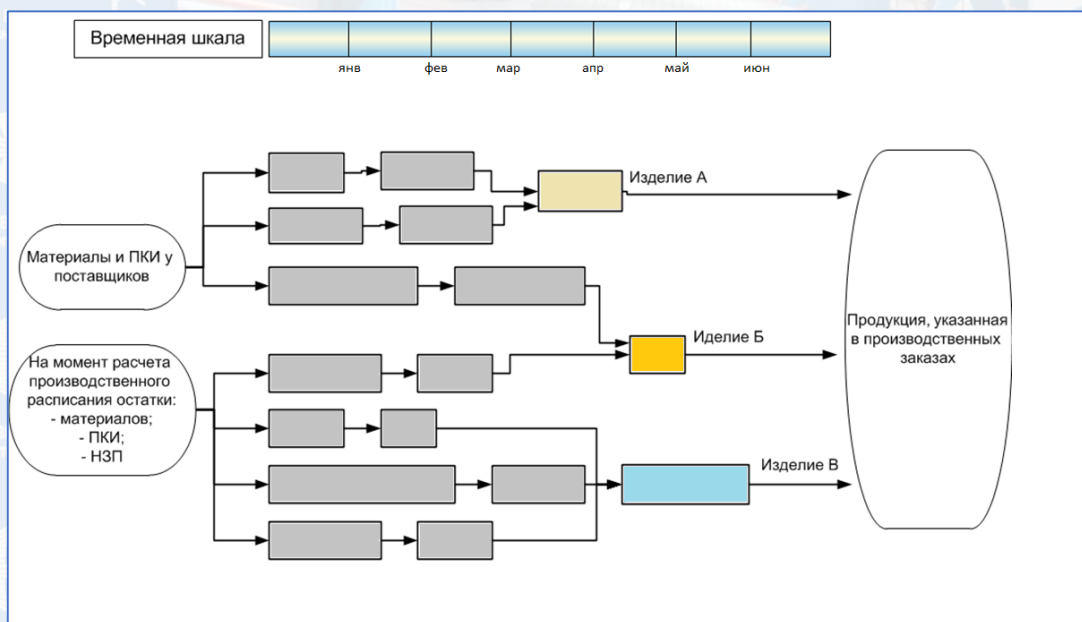 Временная шкала
янв
фев
мар
апр
май
июн
Изделие А
Материалы и ПКИ у
поставщиков
Иделие Б
Продукция, указанная
в производственных
заказах
На момент расчета
производственного
расписания остатки:
- материалов;
- ПКИ;
- НЗП
Изделие В